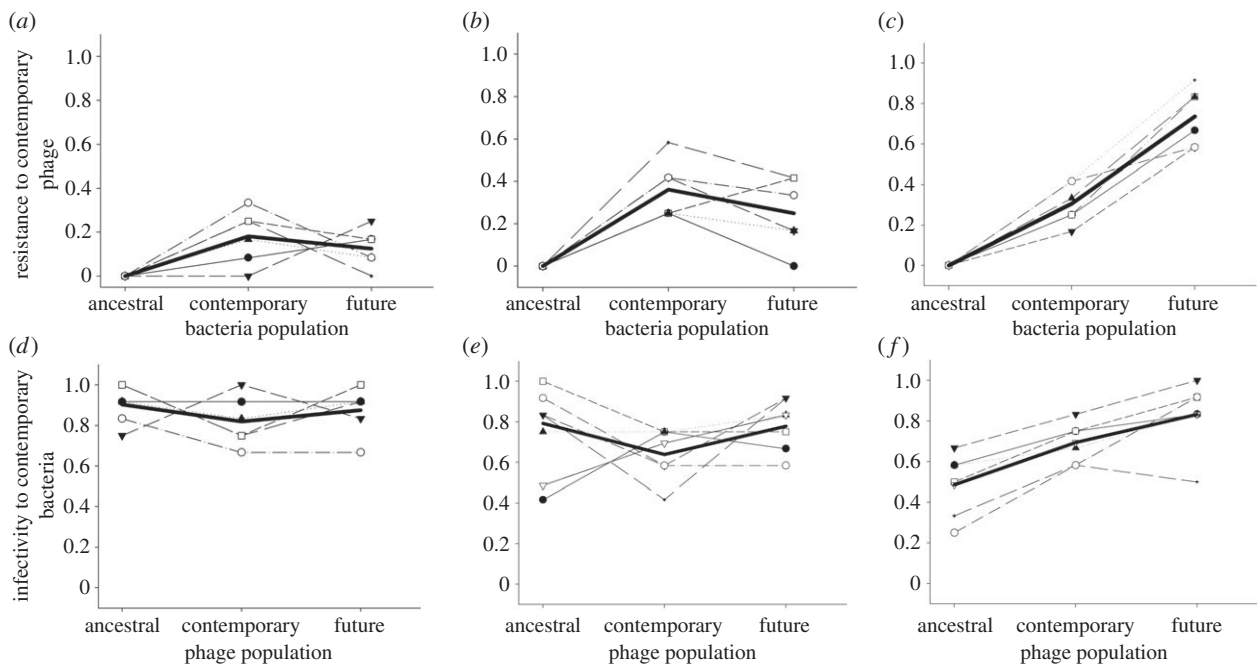 (a)
(b)
(c)
resistance to contemporary
phage
1.0
0.8
0.6
0.4
0.2
0
ancestral contemporary future
bacteria population
1.0
0.8
0.6
0.4
0.2
0
ancestral contemporary future
bacteria population
1.0
0.8
0.6
0.4
0.2
0
ancestral contemporary future
bacteria population
(d)
(e)
(f)
infectivity to contemporary
bacteria
1.0
0.8
0.6
0.4
0.2
0
ancestral contemporary future
phage population
1.0
0.8
0.6
0.4
0.2
0
ancestral contemporary future
phage population
1.0
0.8
0.6
0.4
0.2
0
ancestral contemporary future
phage population